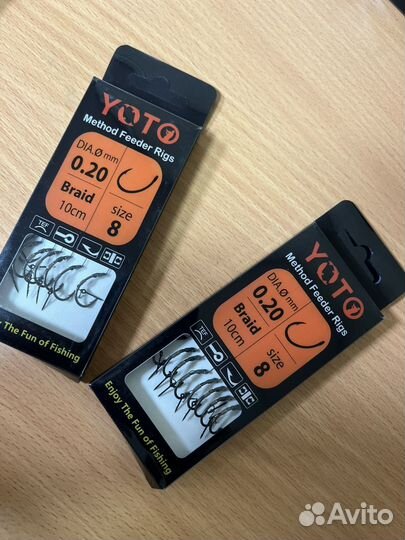 YOTO
Method Feeder Rigs
DIA.Ø mm
0.20
Braid
10cm
size
8
y The Fun of Fishing
YOTO
Method Feeder Rigs
DIA.Ø mm
0.20
Braid
10cm
size
8
Enjoy The Fun of Fishing
Avito